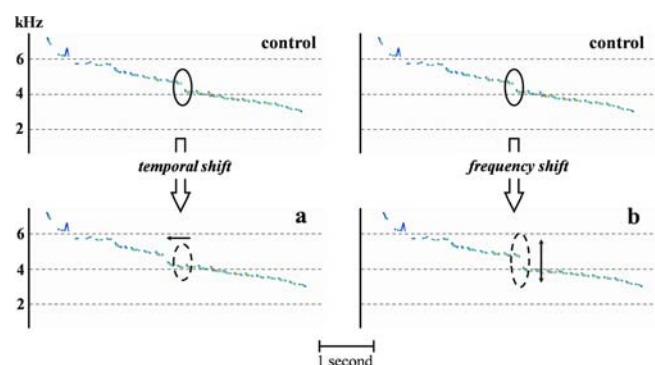 kHz
control
control
6
4
2
temporal shift
frequency shift
a
b
6
4
2
1 second